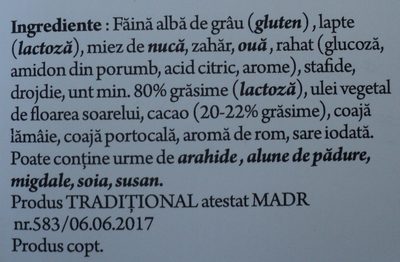 Ingrediente : Făină albă de grâu (gluten) , lapte
(lactoză), miez de nucă, zahăr, ouă , rahat (glucoză,
amidon din porumb, acid citric, arome), stafide,
drojdie, unt min. 80% grăsime (lactoză), ulei vegetal
de floarea soarelui, cacao (20-22% grăsime), coajă
lămâie, coajă portocală, aromă de rom, sare iodată.
Poate conține urme de arahide , alune de pădure,
migdale, soia, susan.
Produs TRADIȚIONAL atestat MADR
nr.583/06.06.2017
Produs copt.